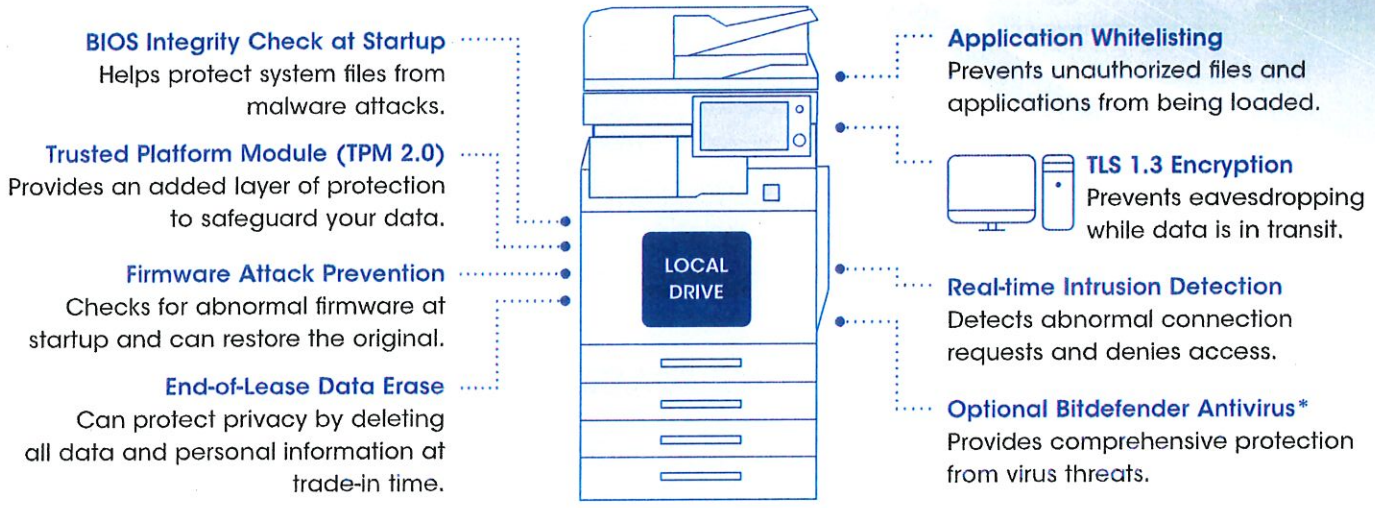 BIOS Integrity Check at Startup
Helps protect system files from
malware attacks.
Trusted Platform Module (TPM 2.0)
Provides an added layer of protection
to safeguard your data.
Firmware Attack Prevention
Checks for abnormal firmware at
startup and can restore the original.
End-of-Lease Data Erase
Can protect privacy by deleting
all data and personal information at
trade-in time.
LOCAL
DRIVE
Application Whitelisting
Prevents unauthorized files and
applications from being loaded.
TLS 1.3 Encryption
Prevents eavesdropping
while data is in transit.
Real-time Intrusion Detection
Detects abnormal connection
requests and denies access.
Optional Bitdefender Antivirus*
Provides comprehensive protection
from virus threats.